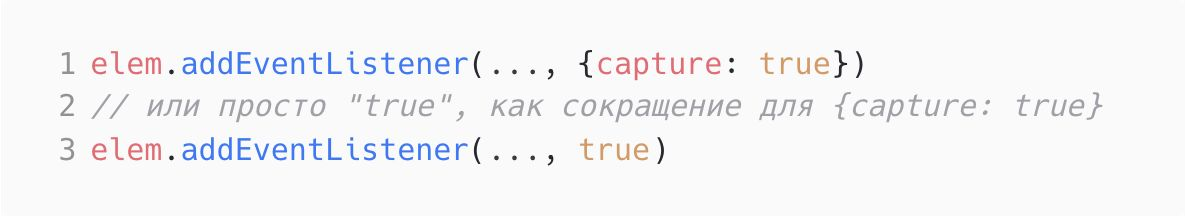 1 elem.addEventListener(..., {capture: true})
2 // или просто "true", как сокращение для {capture: true}
3 elem.addEventListener(..., true)